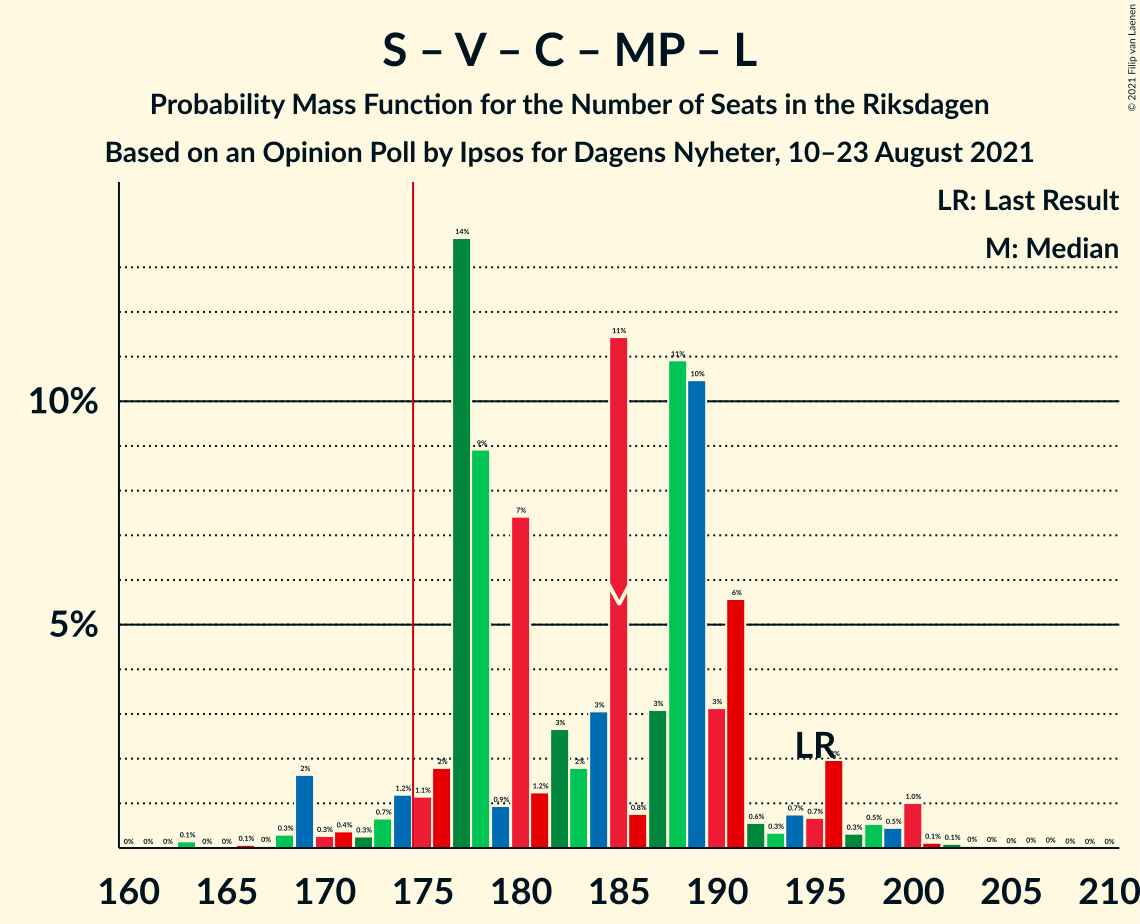 S – V – C – MP – L
Probability Mass Function for the Number of Seats in the Riksdagen
Based on an Opinion Poll by Ipsos for Dagens Nyheter, 10–23 August 2021
© 2021 Filip van Laenen
LR: Last Result
M: Median
10%
5%
0% 0% 0% 0.1% 0% 0% 0.1% 0% 0.3% 2% 0.3% 0.4% 0.3% 0.7% 1.2% 1.1% 2% 14% 9% 0.9% 7% 1.2% 3% 2% 3% 11% 0.8% 3% 11% 10% 3% 6% 0.6% 0.3% 0.7% 0.7% 0.3% 0.5% 0.5% 1.0% 0.1% 0.1% 0% 0% 0% 0% 0% 0% 0% 0%
M
LR
160 165 170 175 180 185 190 195 200 205 210